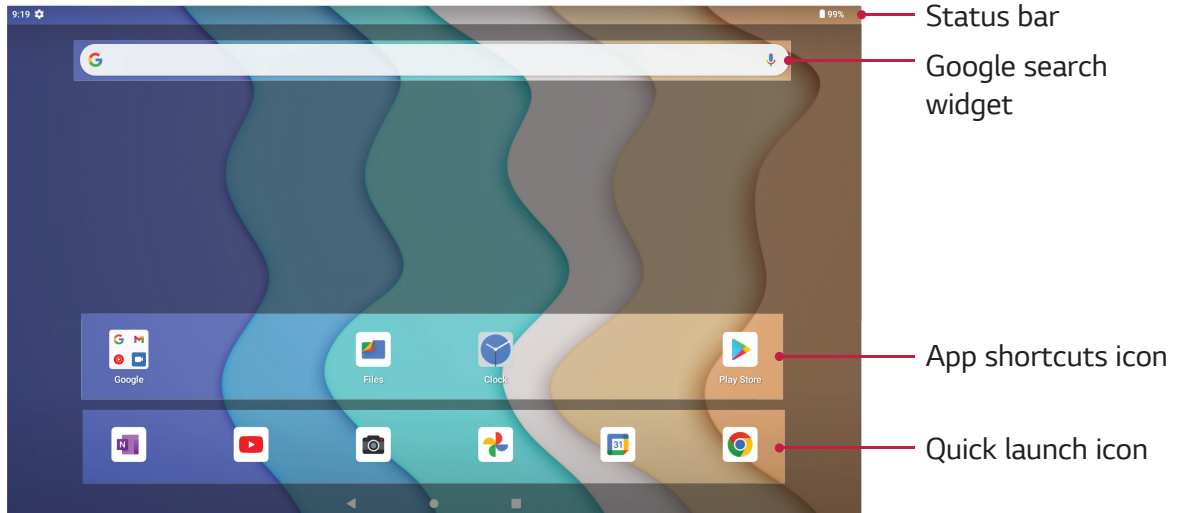 9:19 99%
Status bar
Google search
widget
App shortcuts icon
Google Files Clock Play Store
N 31
Quick launch icon